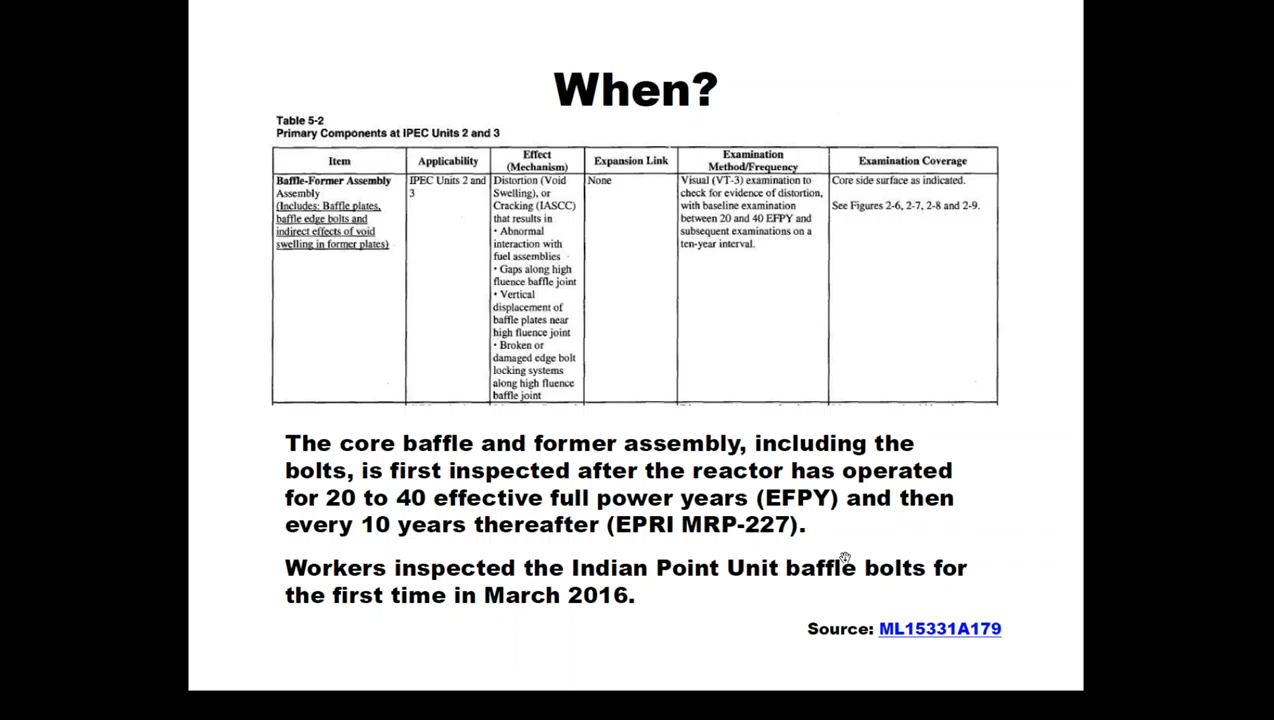 When?
Table 5-2
Primary Components at IPEC Units 2 and 3
Item
Applicability
Effect
(Mechanism)
Expansion Link
Examination
Method/Frequency
Examination Coverage
Baffle-Former Assembly
Assembly
(Includes: Baffle plates,
baffle edge bolts and
indirect effects of void
swelling in former plates)
IPEC Units 2 and
3
Distortion (Void
Swelling), or
Cracking (IASCC)
that results in
• Abnormal
interaction with
fuel assemblies
• Gaps along high
fluence baffle joint
• Vertical
displacement of
baffle plates near
high fluence joint
• Broken or
damaged edge bolt
locking systems
along high fluence
baffle joint
None
Visual (VT-3) examination to
check for evidence of distortion,
with baseline examination
between 20 and 40 EFPY and
subsequent examinations on a
ten-year interval.
Core side surface as indicated.
See Figures 2-6, 2-7, 2-8 and 2-9.
The core baffle and former assembly, including the
bolts, is first inspected after the reactor has operated
for 20 to 40 effective full power years (EFPY) and then
every 10 years thereafter (EPRI MRP-227).
Workers inspected the Indian Point Unit baffle bolts for
the first time in March 2016.
Source: ML15331A179